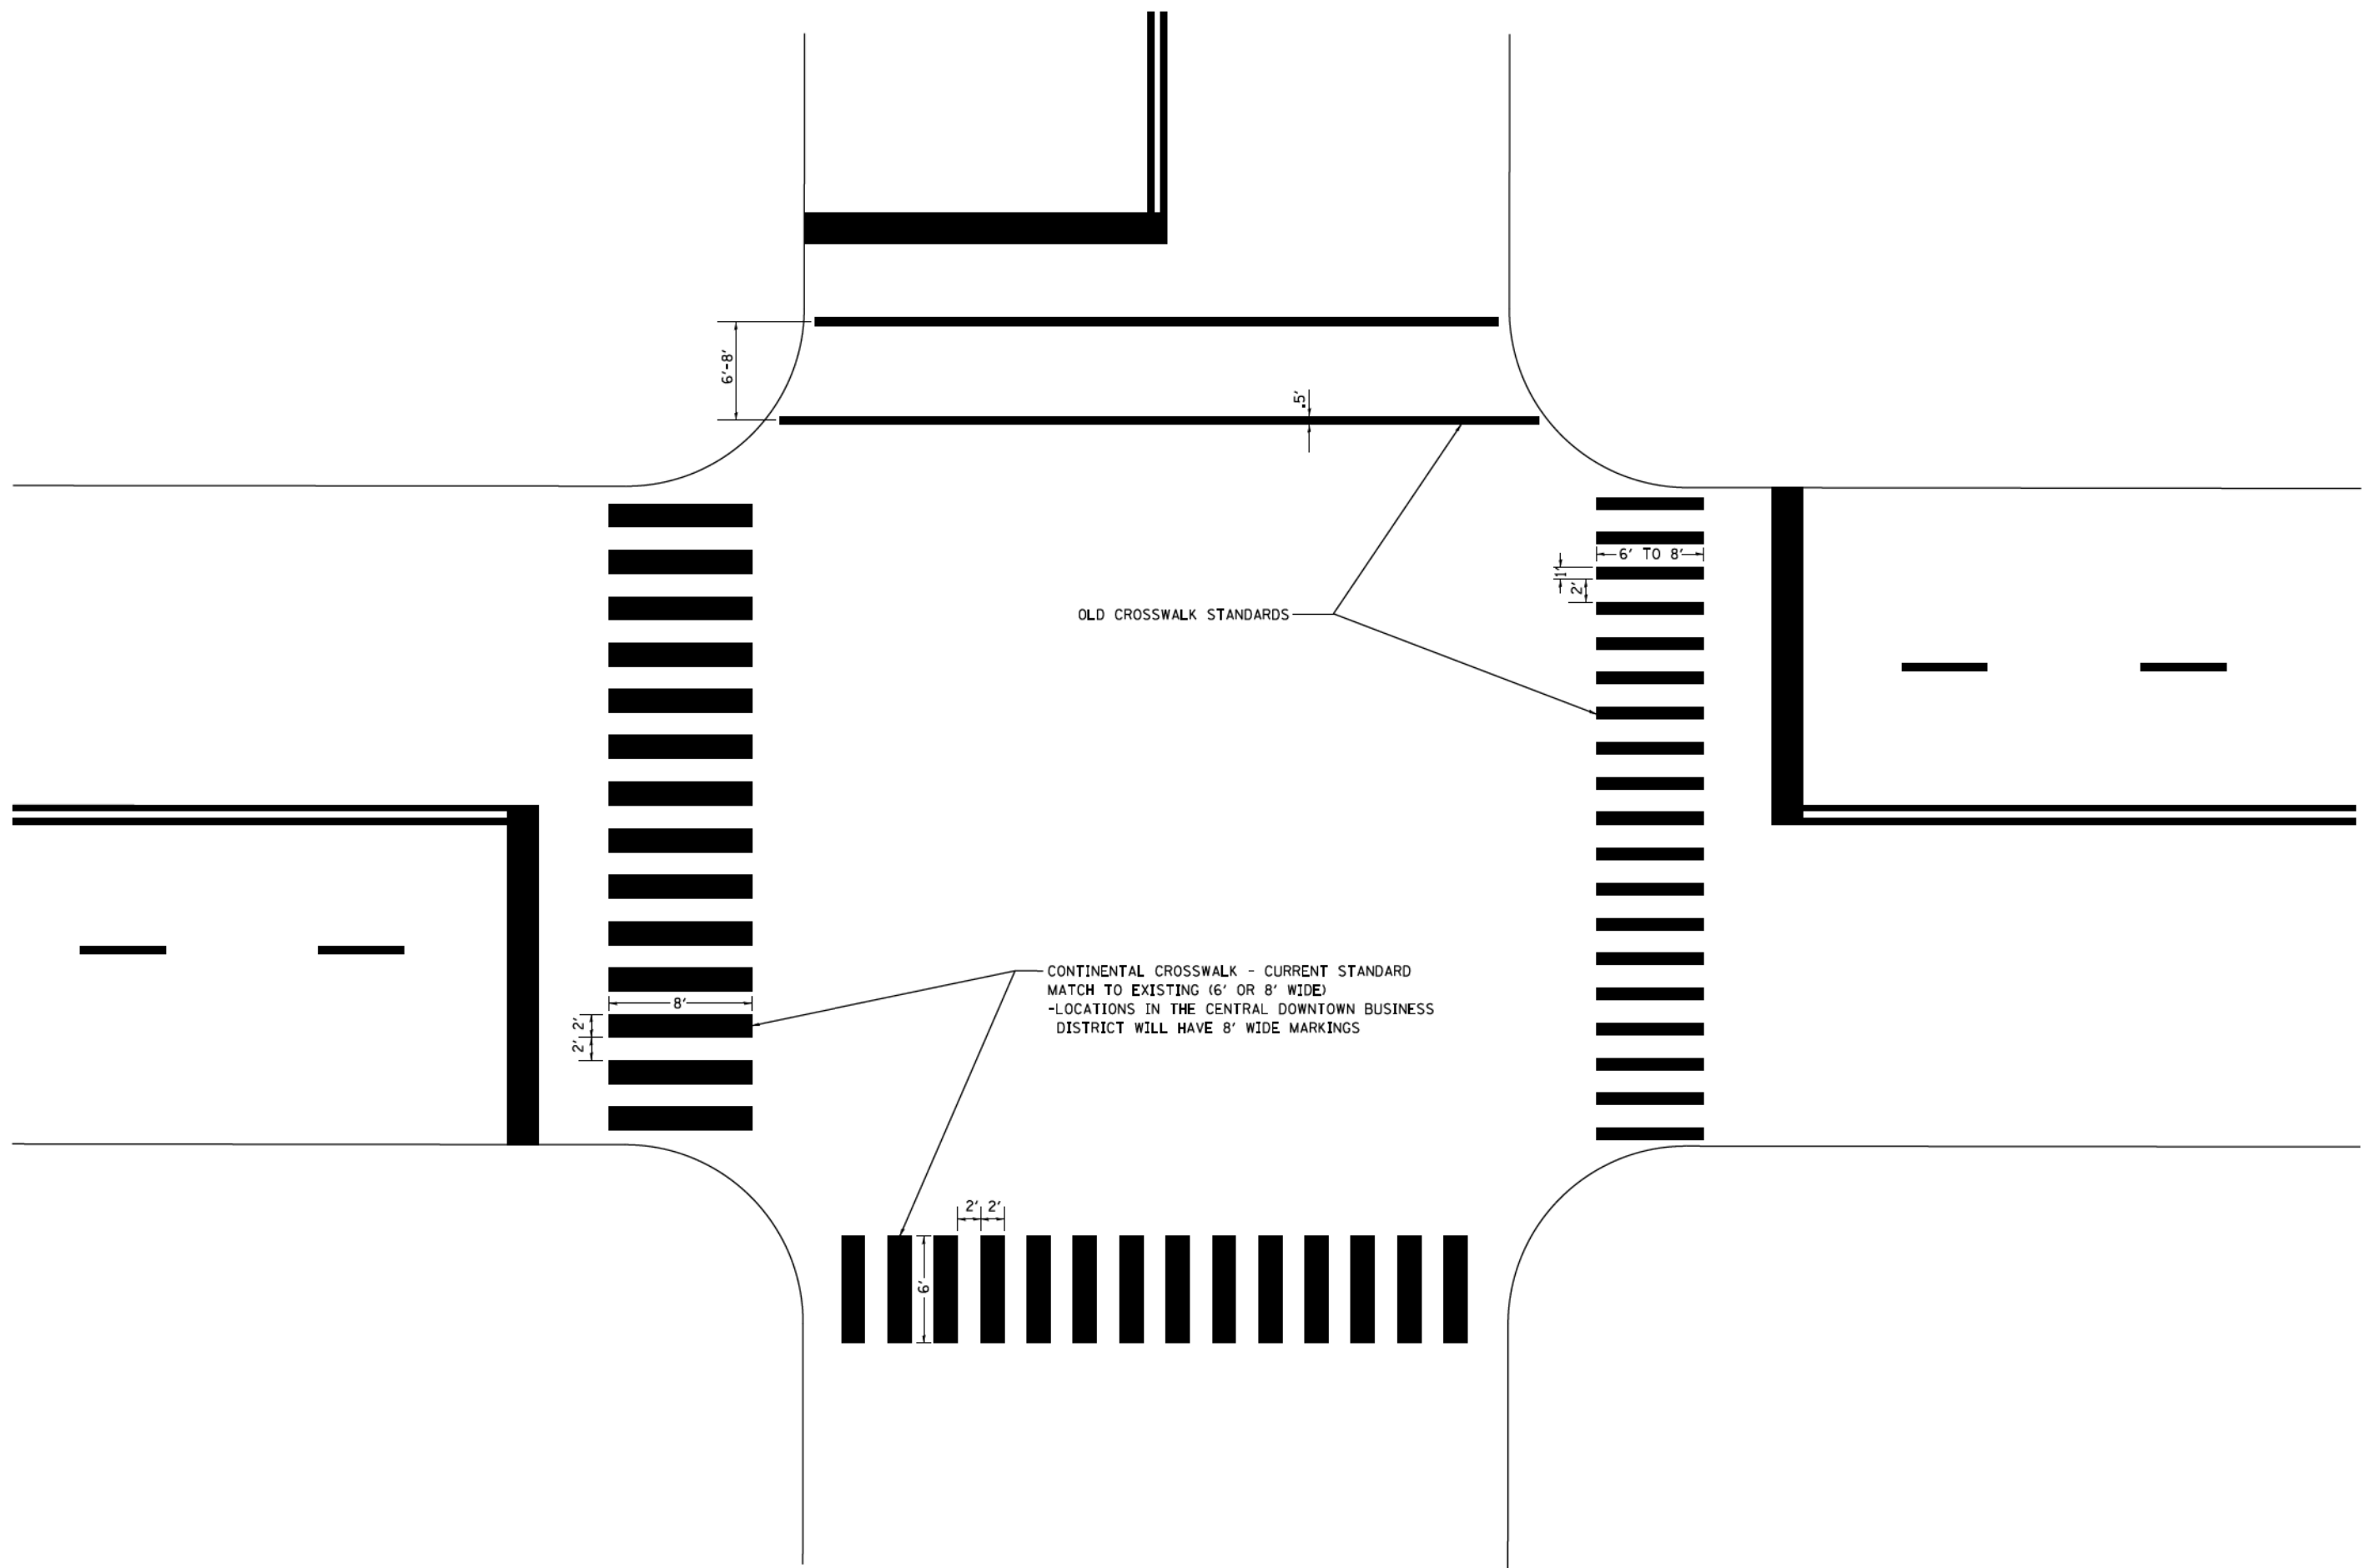 6'-8'
.5'
6' TO 8'
1'
2'
OLD CROSSWALK STANDARDS
CONTINENTAL CROSSWALK - CURRENT STANDARD
MATCH TO EXISTING (6' OR 8' WIDE)
-LOCATIONS IN THE CENTRAL DOWNTOWN BUSINESS
DISTRICT WILL HAVE 8' WIDE MARKINGS
8'
2'
2'
2' 2'
6'